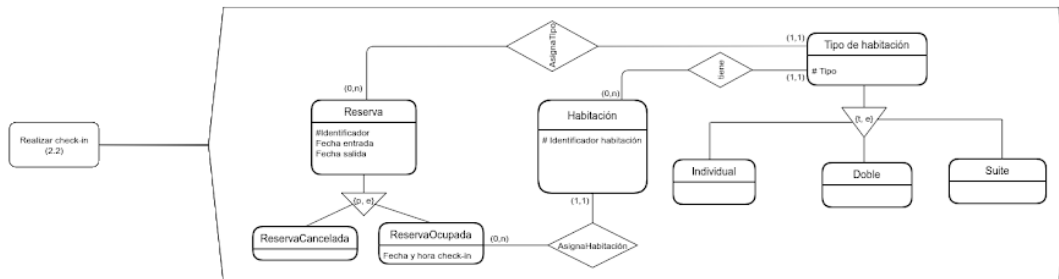 AsignaTipo
(1,1)
Tipo de habitación
# Tipo
tiene
(1,1)
(0,n)
(0,n)
Reserva
#Identificador
Fecha entrada
Fecha salida
Habitación
# Identificador habitación
Realizar check-in
(2.2)
{t, e}
Individual
Doble
Suite
{p, e}
(1,1)
ReservaCancelada
ReservaOcupada
Fecha y hora check-in
(0,n)
AsignaHabitación